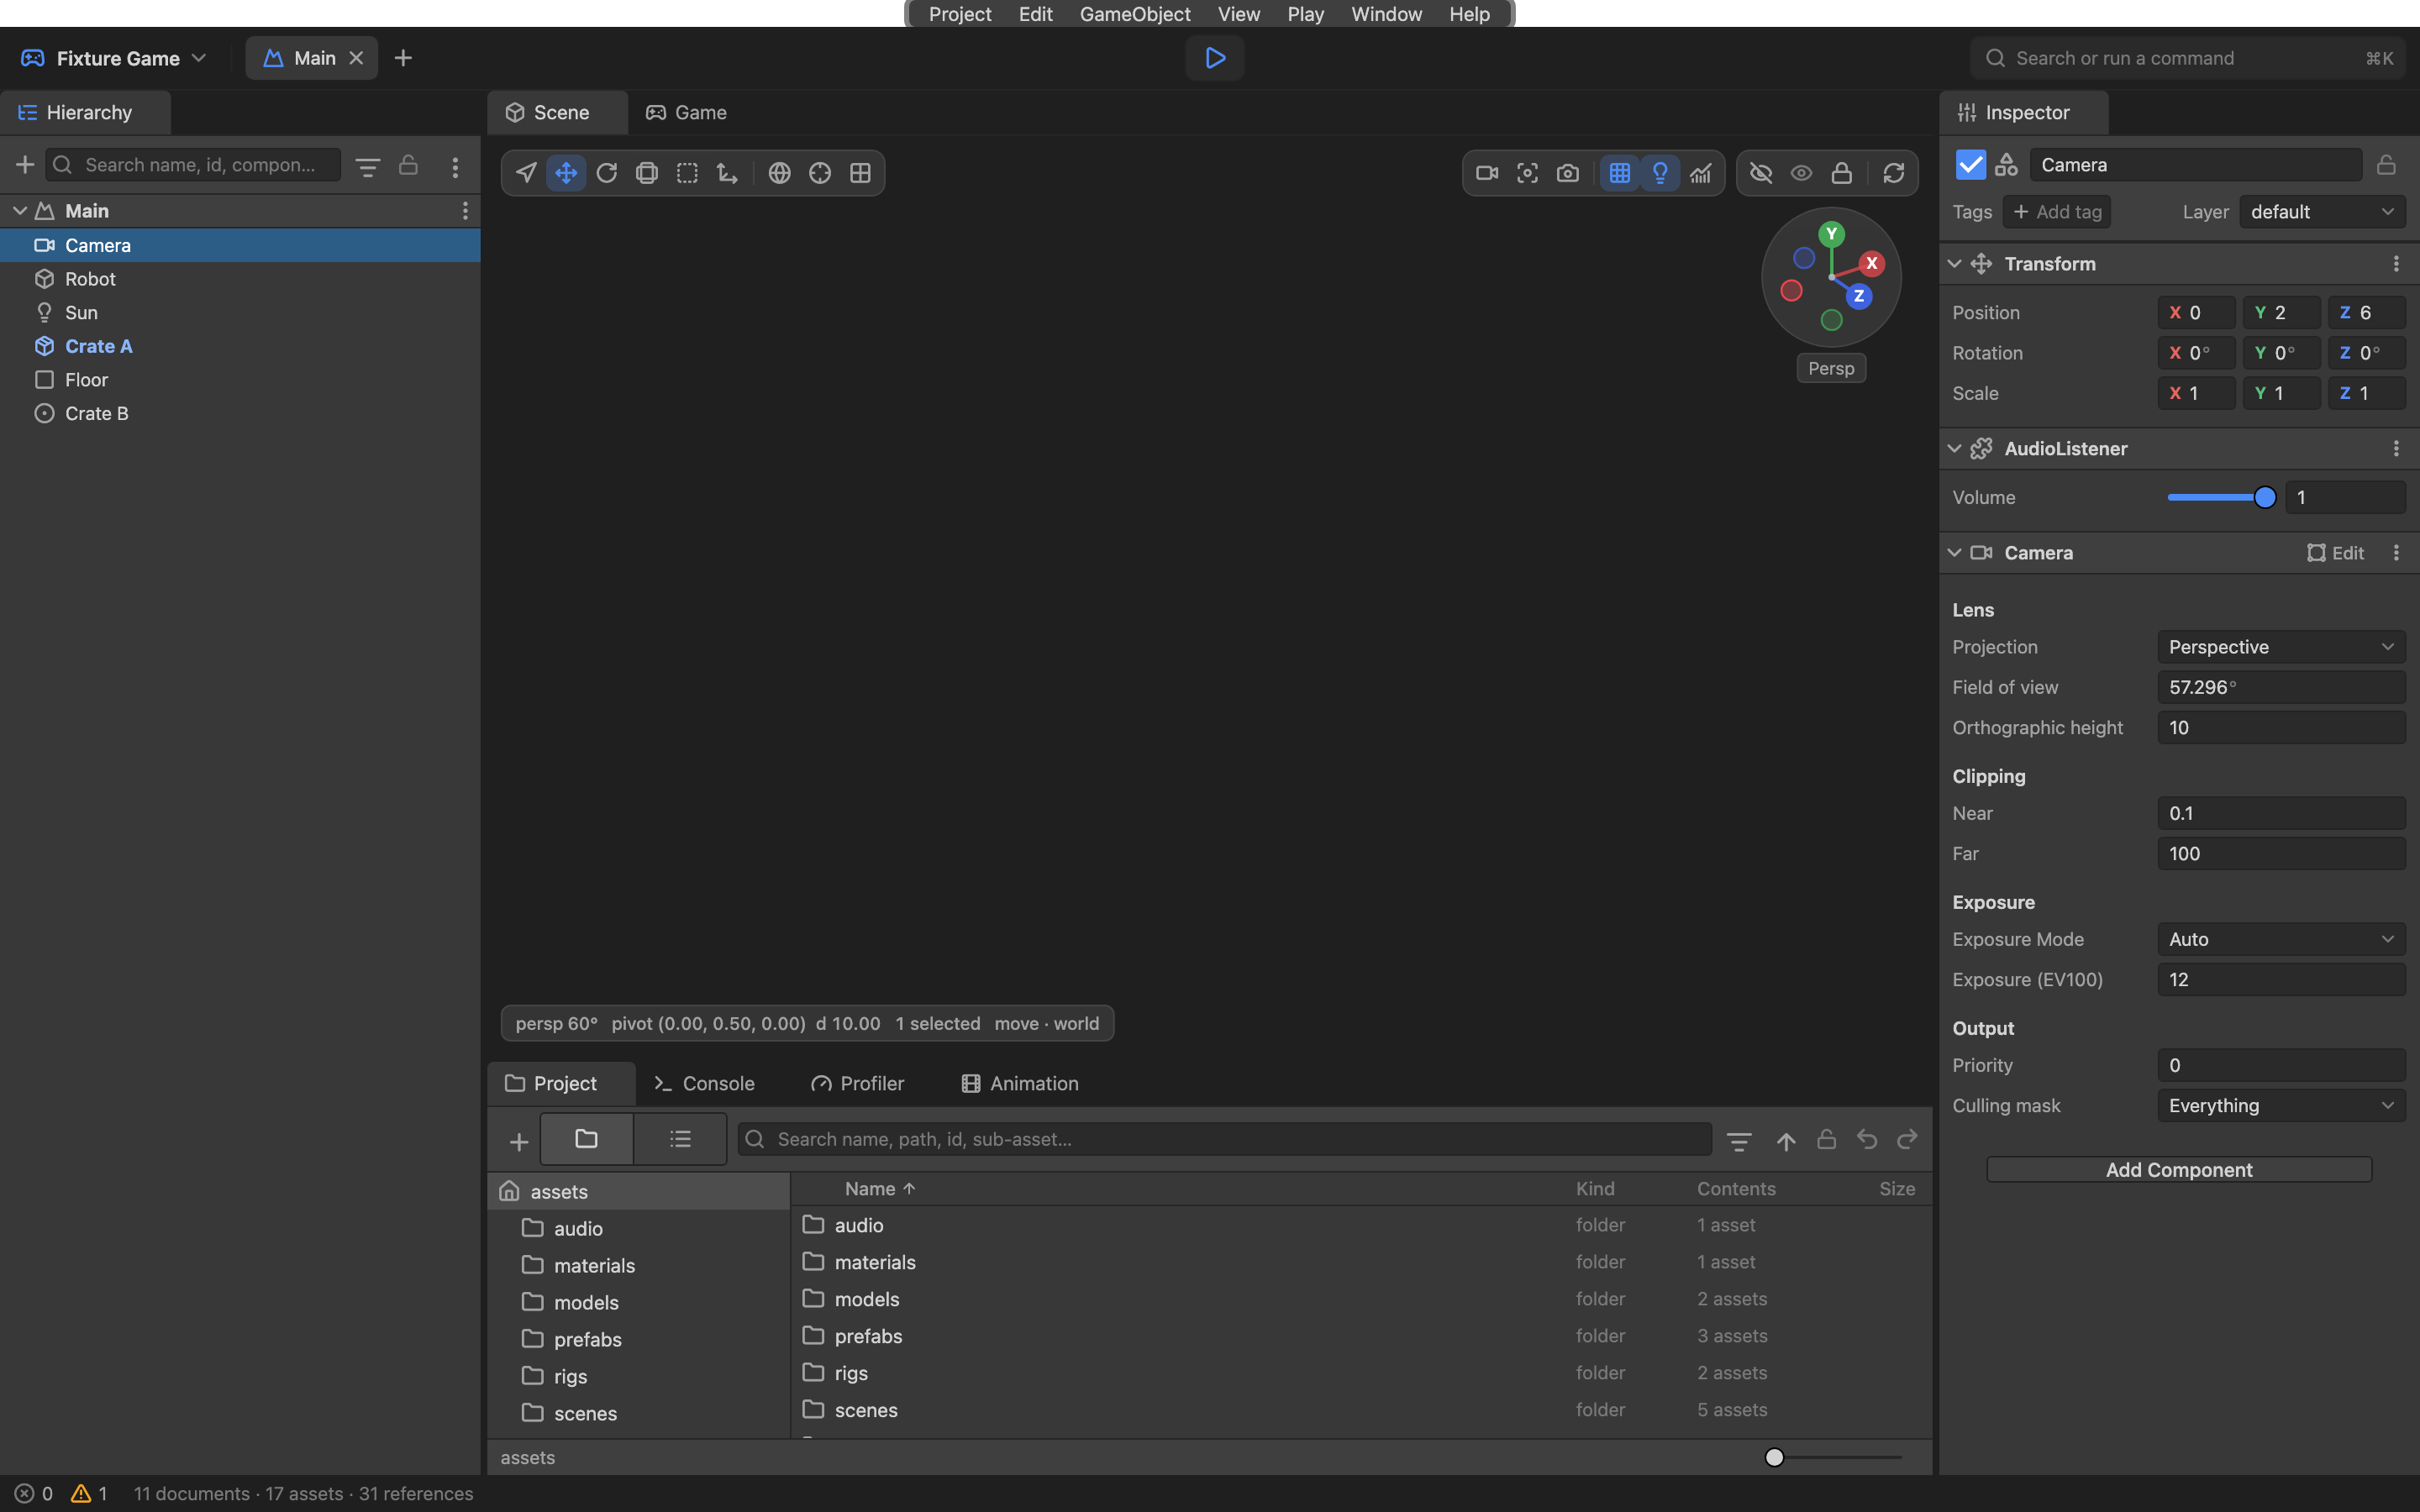 Project Edit GameObject View Play Window Help
Fixture Game Main Search or run a command ⌘K
Hierarchy
Search name, id, compon...
Main
Camera
Robot
Sun
Crate A
Floor
Crate B
Scene Game
Y
X
Z
Persp
persp 60° pivot (0.00, 0.50, 0.00) d 10.00 1 selected move · world
Project Console Profiler Animation
Search name, path, id, sub-asset...
assets
audio
materials
models
prefabs
rigs
scenes
Name ↑ Kind Contents Size
audio folder 1 asset
materials folder 1 asset
models folder 2 assets
prefabs folder 3 assets
rigs folder 2 assets
scenes folder 5 assets
assets
Inspector
Camera
Tags + Add tag Layer default
Transform
Position X 0 Y 2 Z 6
Rotation X 0° Y 0° Z 0°
Scale X 1 Y 1 Z 1
AudioListener
Volume 1
Camera Edit
Lens
Projection Perspective
Field of view 57.296°
Orthographic height 10
Clipping
Near 0.1
Far 100
Exposure
Exposure Mode Auto
Exposure (EV100) 12
Output
Priority 0
Culling mask Everything
Add Component
0 1 11 documents · 17 assets · 31 references